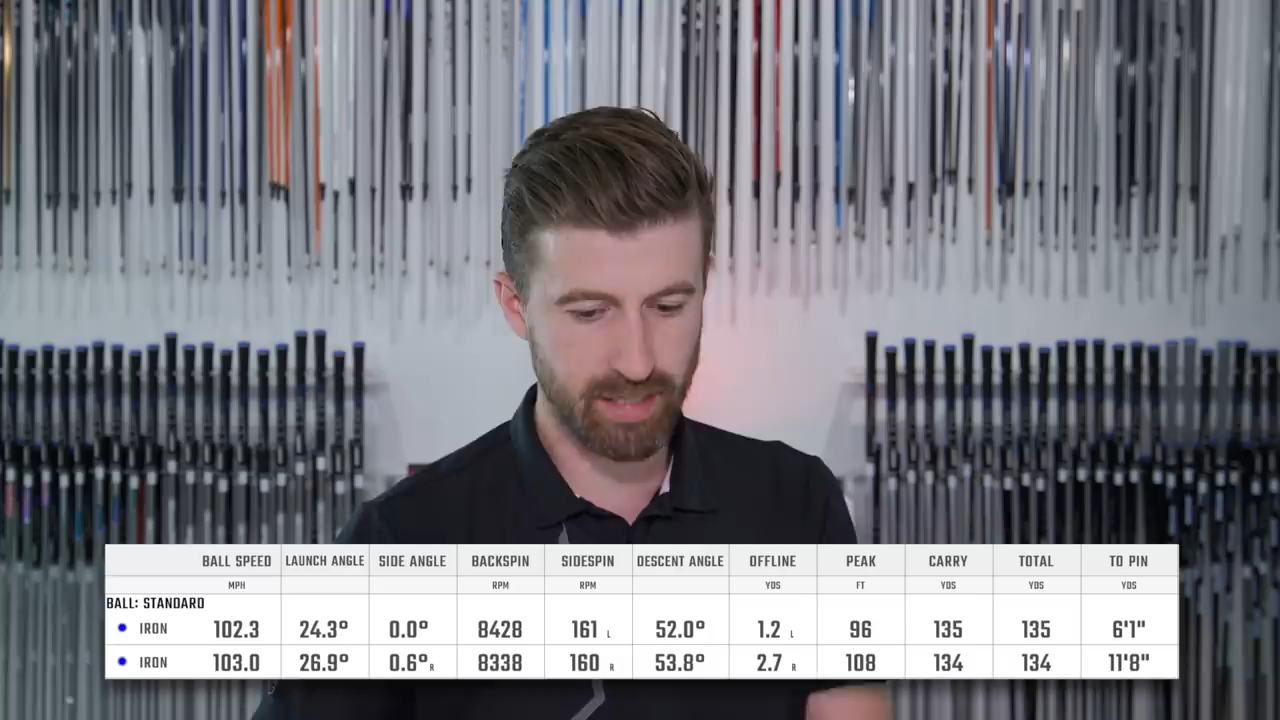 BALL SPEED LAUNCH ANGLE SIDE ANGLE BACKSPIN SIDESPIN DESCENT ANGLE OFFLINE PEAK CARRY TOTAL TO PIN
MPH RPM RPM YDS FT YDS YDS YDS
BALL: STANDARD
IRON 102.3 24.3° 0.0° 8428 161 L 52.0° 1.2 L 96 135 135 6'1"
IRON 103.0 26.9° 0.6° R 8338 160 R 53.8° 2.7 R 108 134 134 11'8"